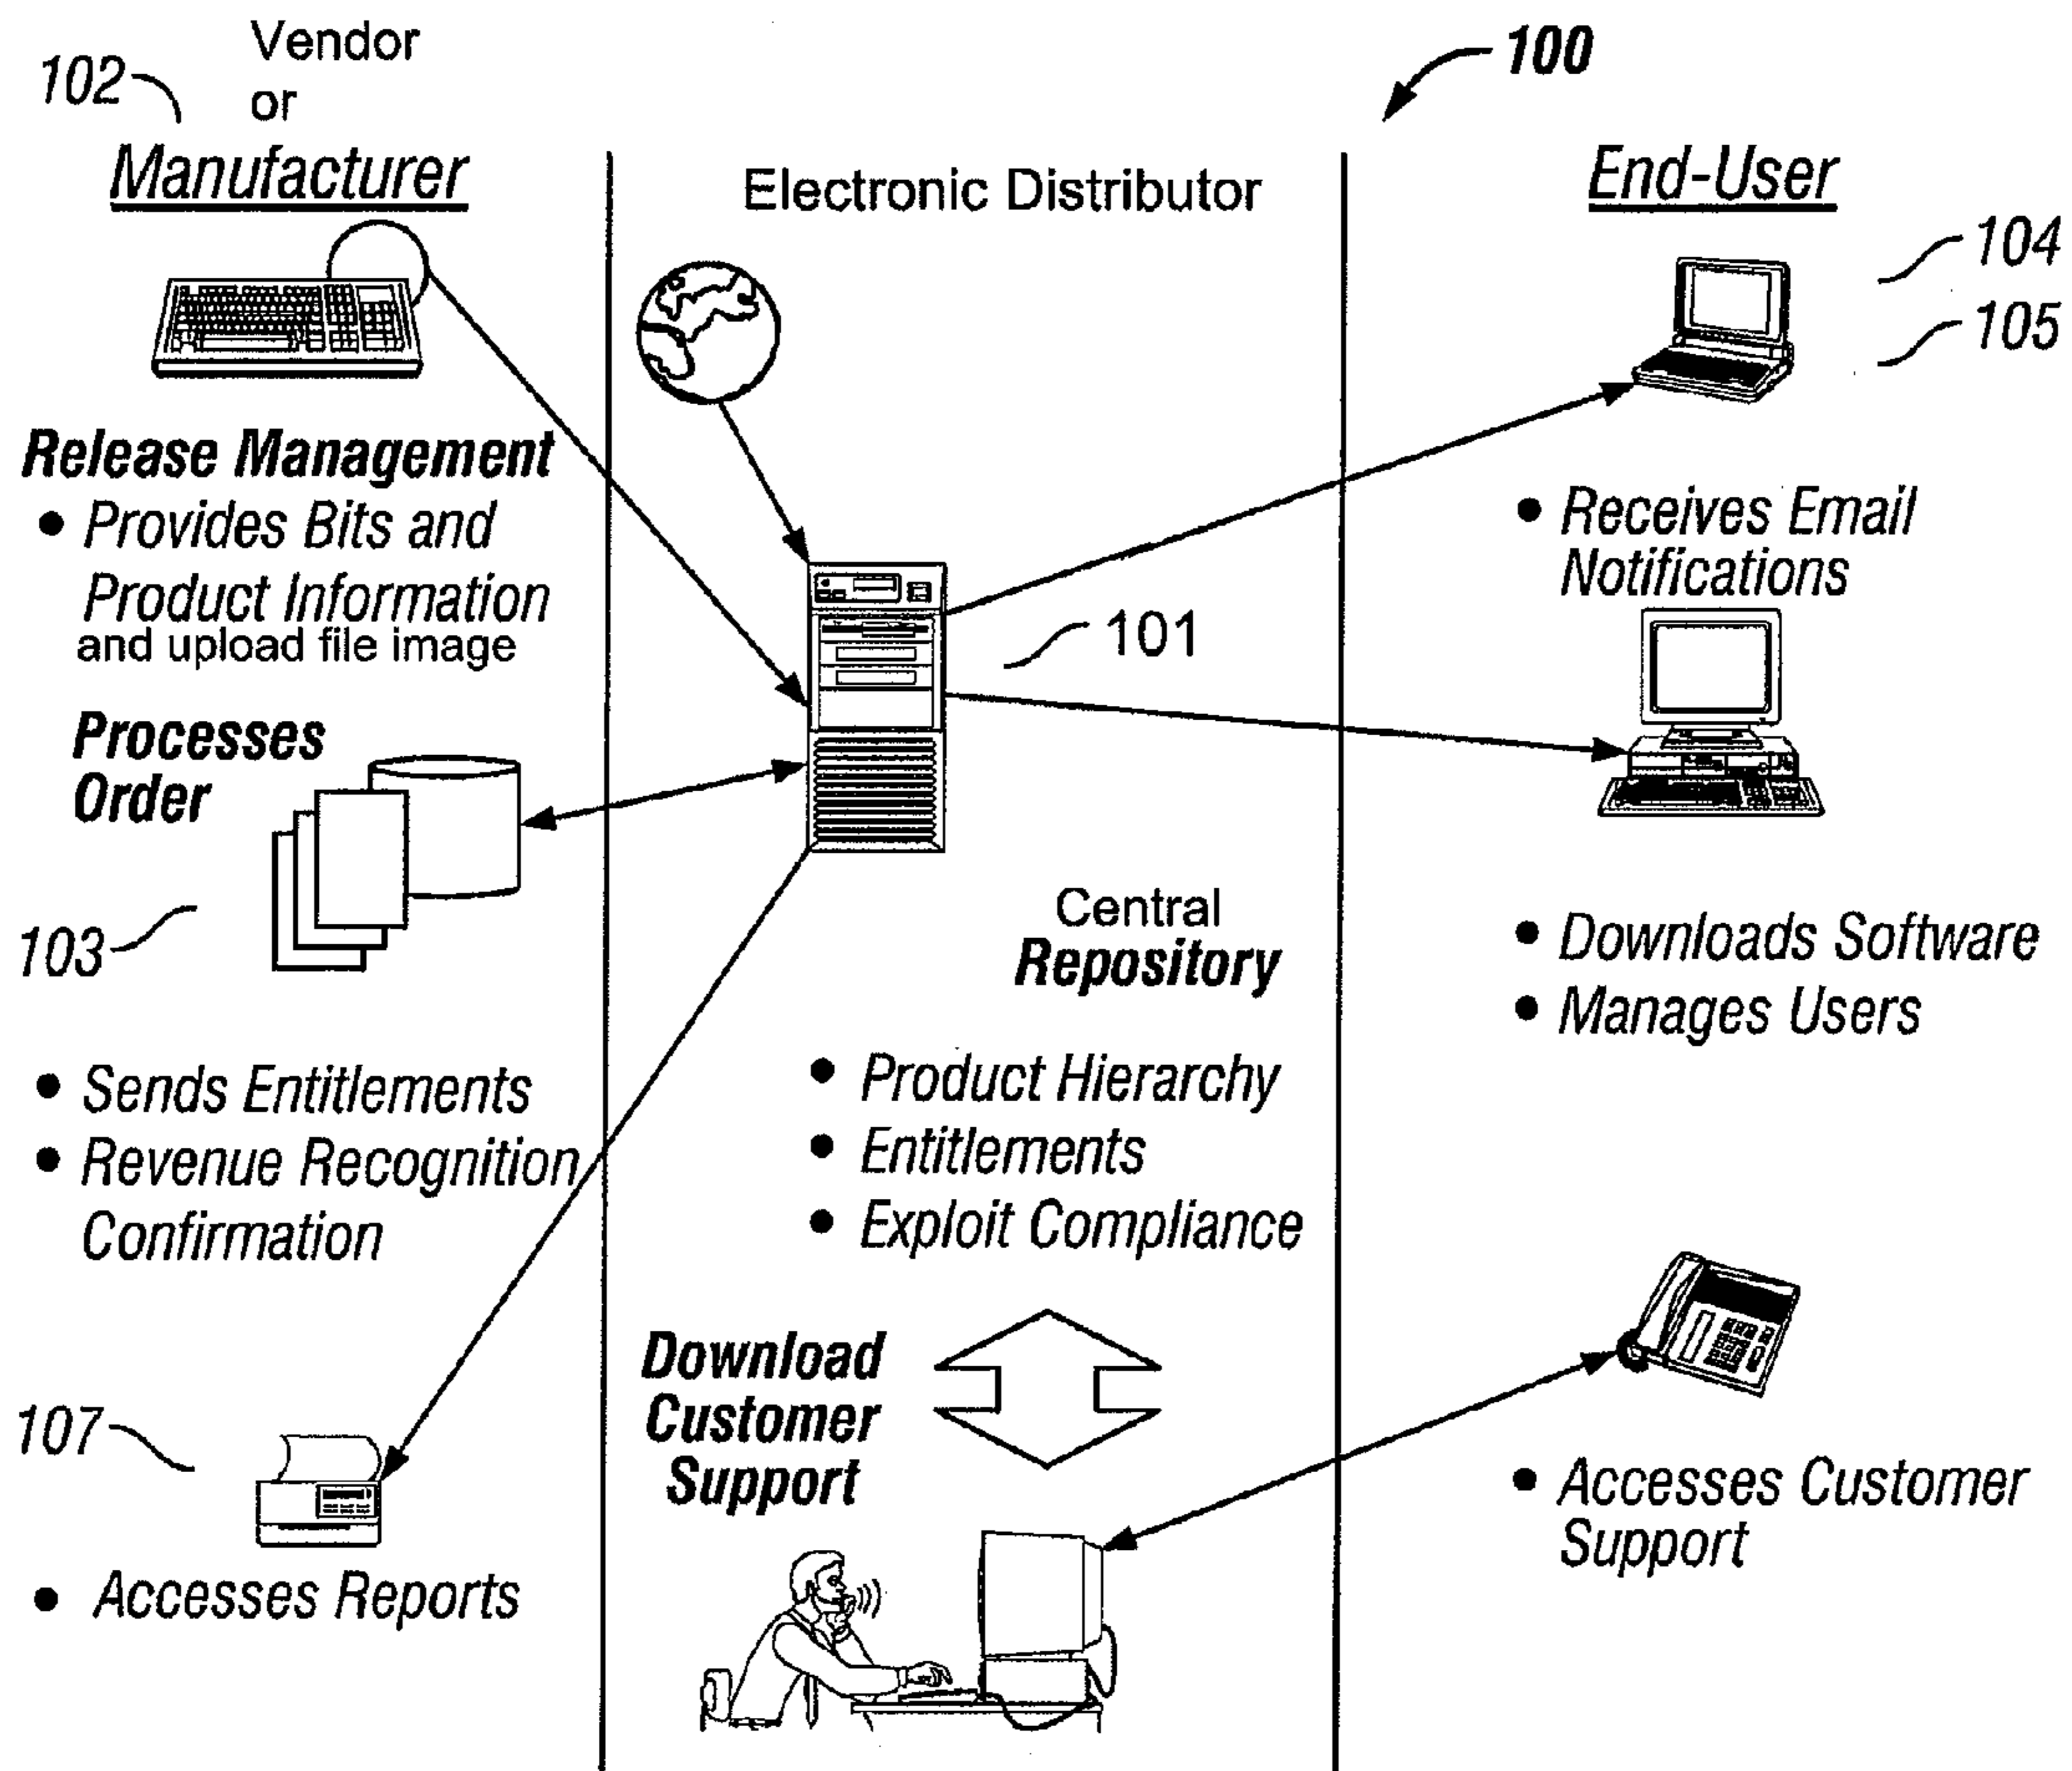 Vendor
or
Manufacturer
102
Release Management
• Provides Bits and
Product Information
and upload file image
Processes
Order
103
• Sends Entitlements
• Revenue Recognition
Confirmation
107
• Accesses Reports
Electronic Distributor
101
Central
Repository
• Product Hierarchy
• Entitlements
• Exploit Compliance
Download
Customer
Support
100
End-User
104
105
• Receives Email
Notifications
• Downloads Software
• Manages Users
• Accesses Customer
Support